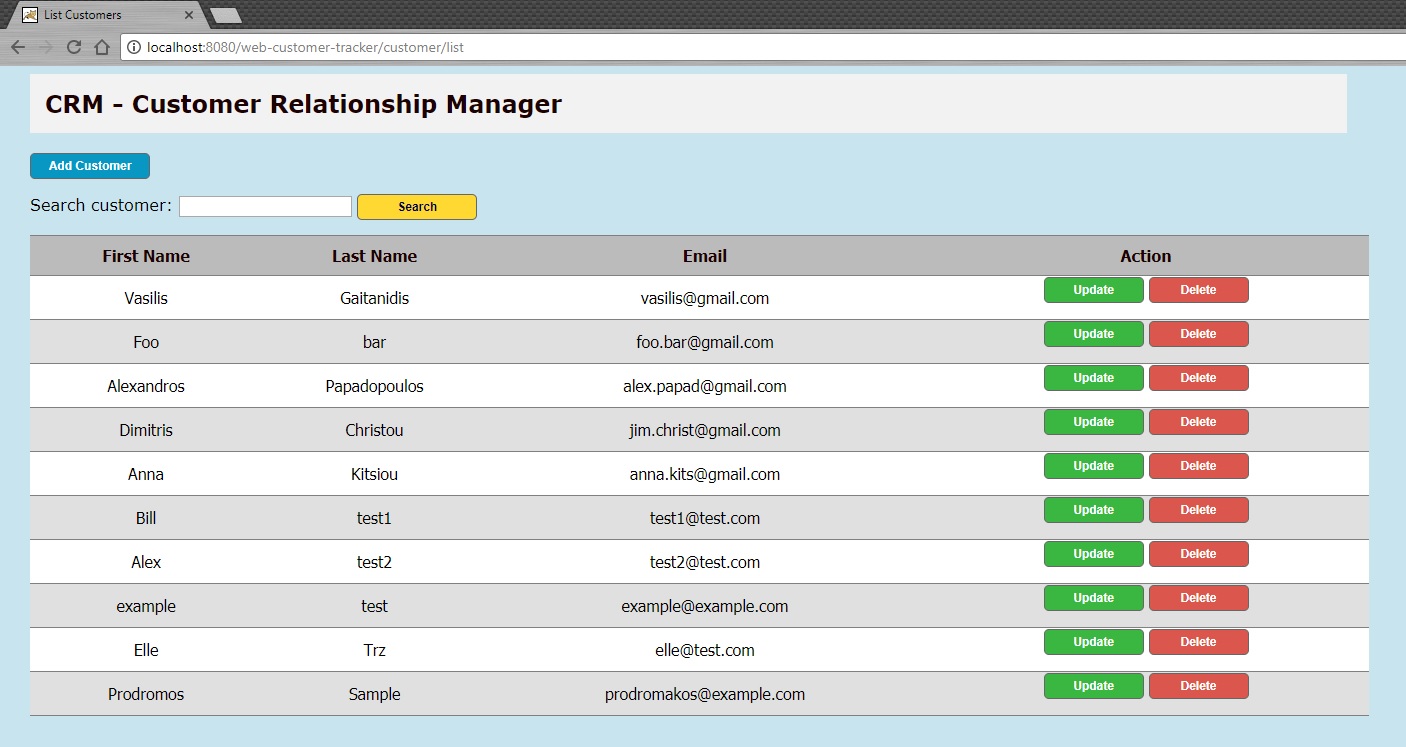 List Customers
localhost:8080/web-customer-tracker/customer/list
CRM - Customer Relationship Manager
Add Customer
Search customer: Search
First Name Last Name Email Action
Vasilis Gaitanidis vasilis@gmail.com Update Delete
Foo bar foo.bar@gmail.com Update Delete
Alexandros Papadopoulos alex.papad@gmail.com Update Delete
Dimitris Christou jim.christ@gmail.com Update Delete
Anna Kitsiou anna.kits@gmail.com Update Delete
Bill test1 test1@test.com Update Delete
Alex test2 test2@test.com Update Delete
example test example@example.com Update Delete
Elle Trz elle@test.com Update Delete
Prodromos Sample prodromakos@example.com Update Delete